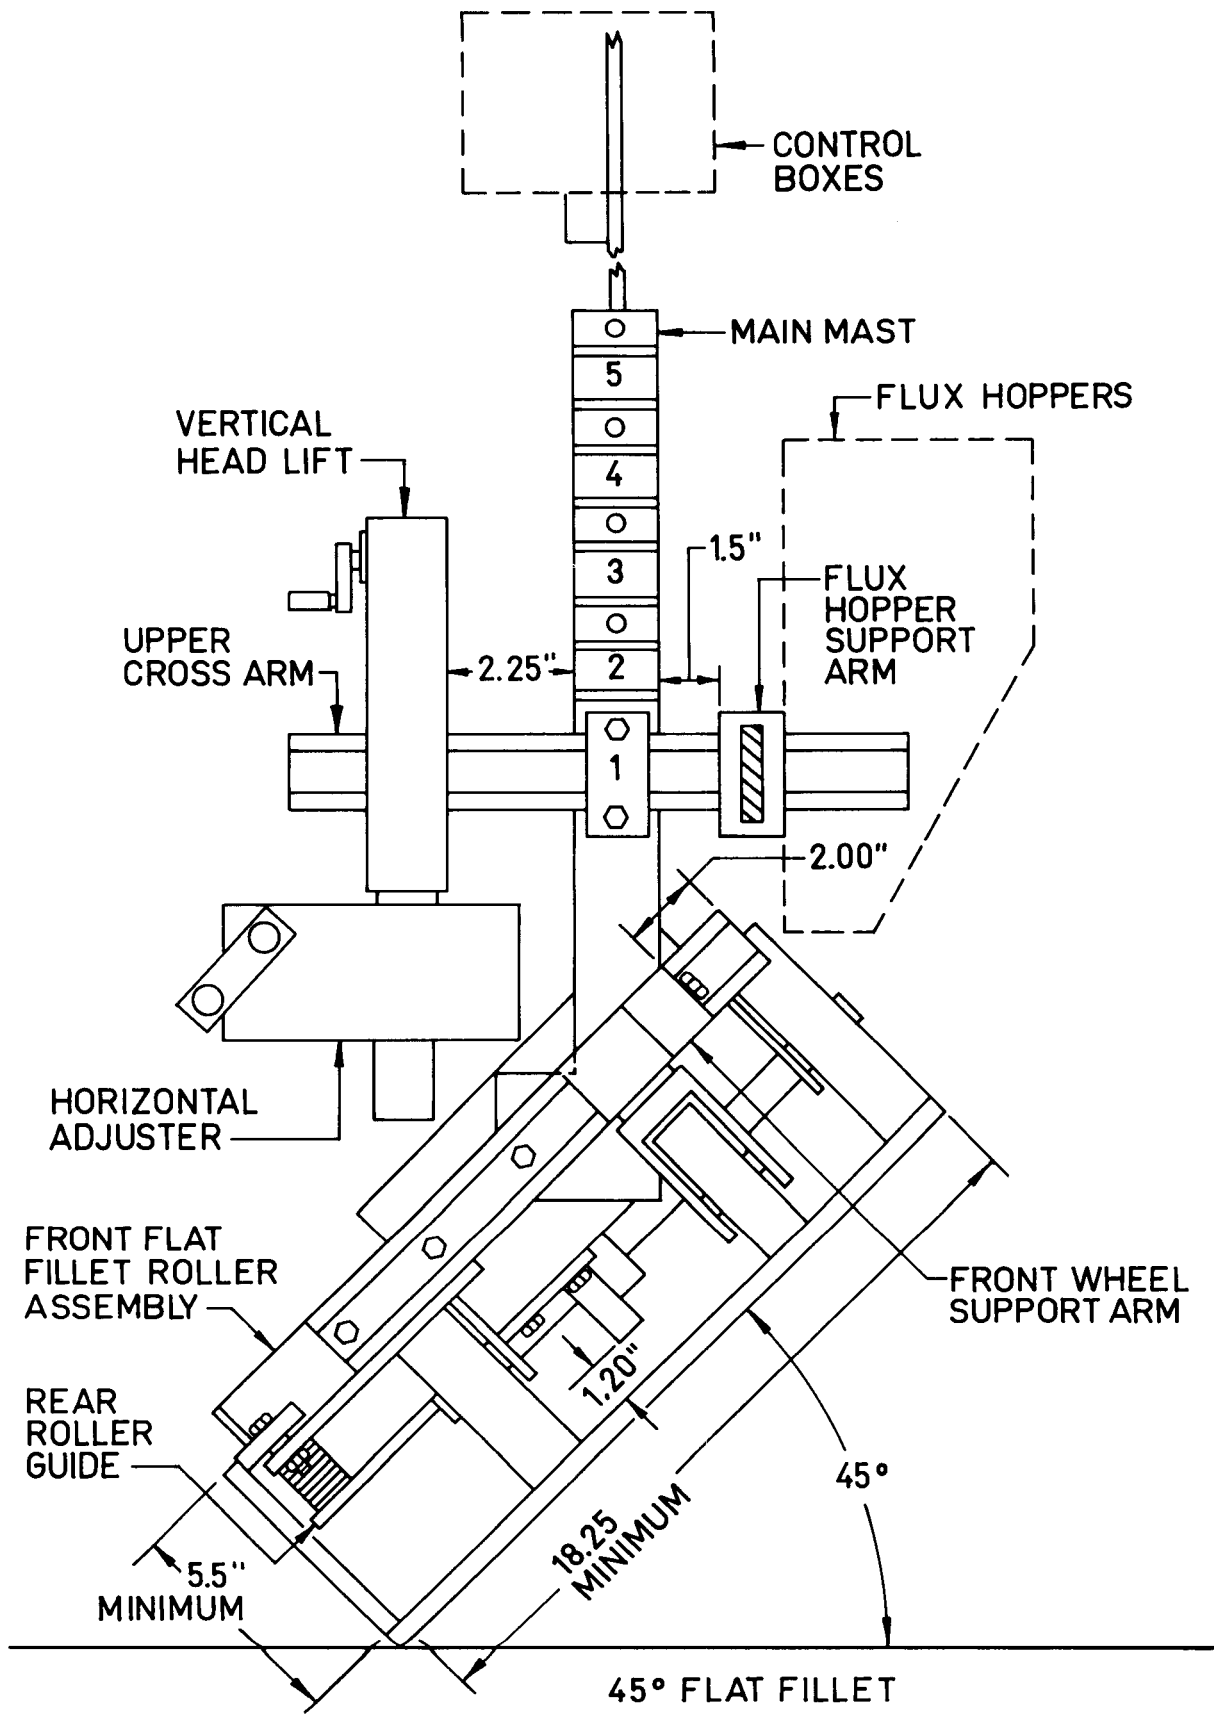 CONTROL
BOXES
MAIN MAST
5
FLUX HOPPERS
VERTICAL
HEAD LIFT
4
1.5"
3
FLUX
HOPPER
SUPPORT
ARM
UPPER
CROSS ARM
2.25"
2
1
2.00"
HORIZONTAL
ADJUSTER
FRONT FLAT
FILLET ROLLER
ASSEMBLY
FRONT WHEEL
SUPPORT ARM
1.20"
REAR
ROLLER
GUIDE
45°
18.25
MINIMUM
5.5"
MINIMUM
45° FLAT FILLET